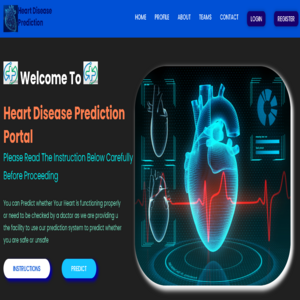 Heart Disease
Prediction
HOME PROFILE ABOUT TEAMS CONTACT LOGIN REGISTER
Welcome To
Heart Disease Prediction
Portal
Please Read The Instruction Below Carefully
Before Proceeding
You can Predict whether Your Heart is functioning properly
or need to be checked by a doctor as we are providing u
the facility to use our prediction system to predict whether
you are safe or unsafe
INSTRUCTIONS PREDICT